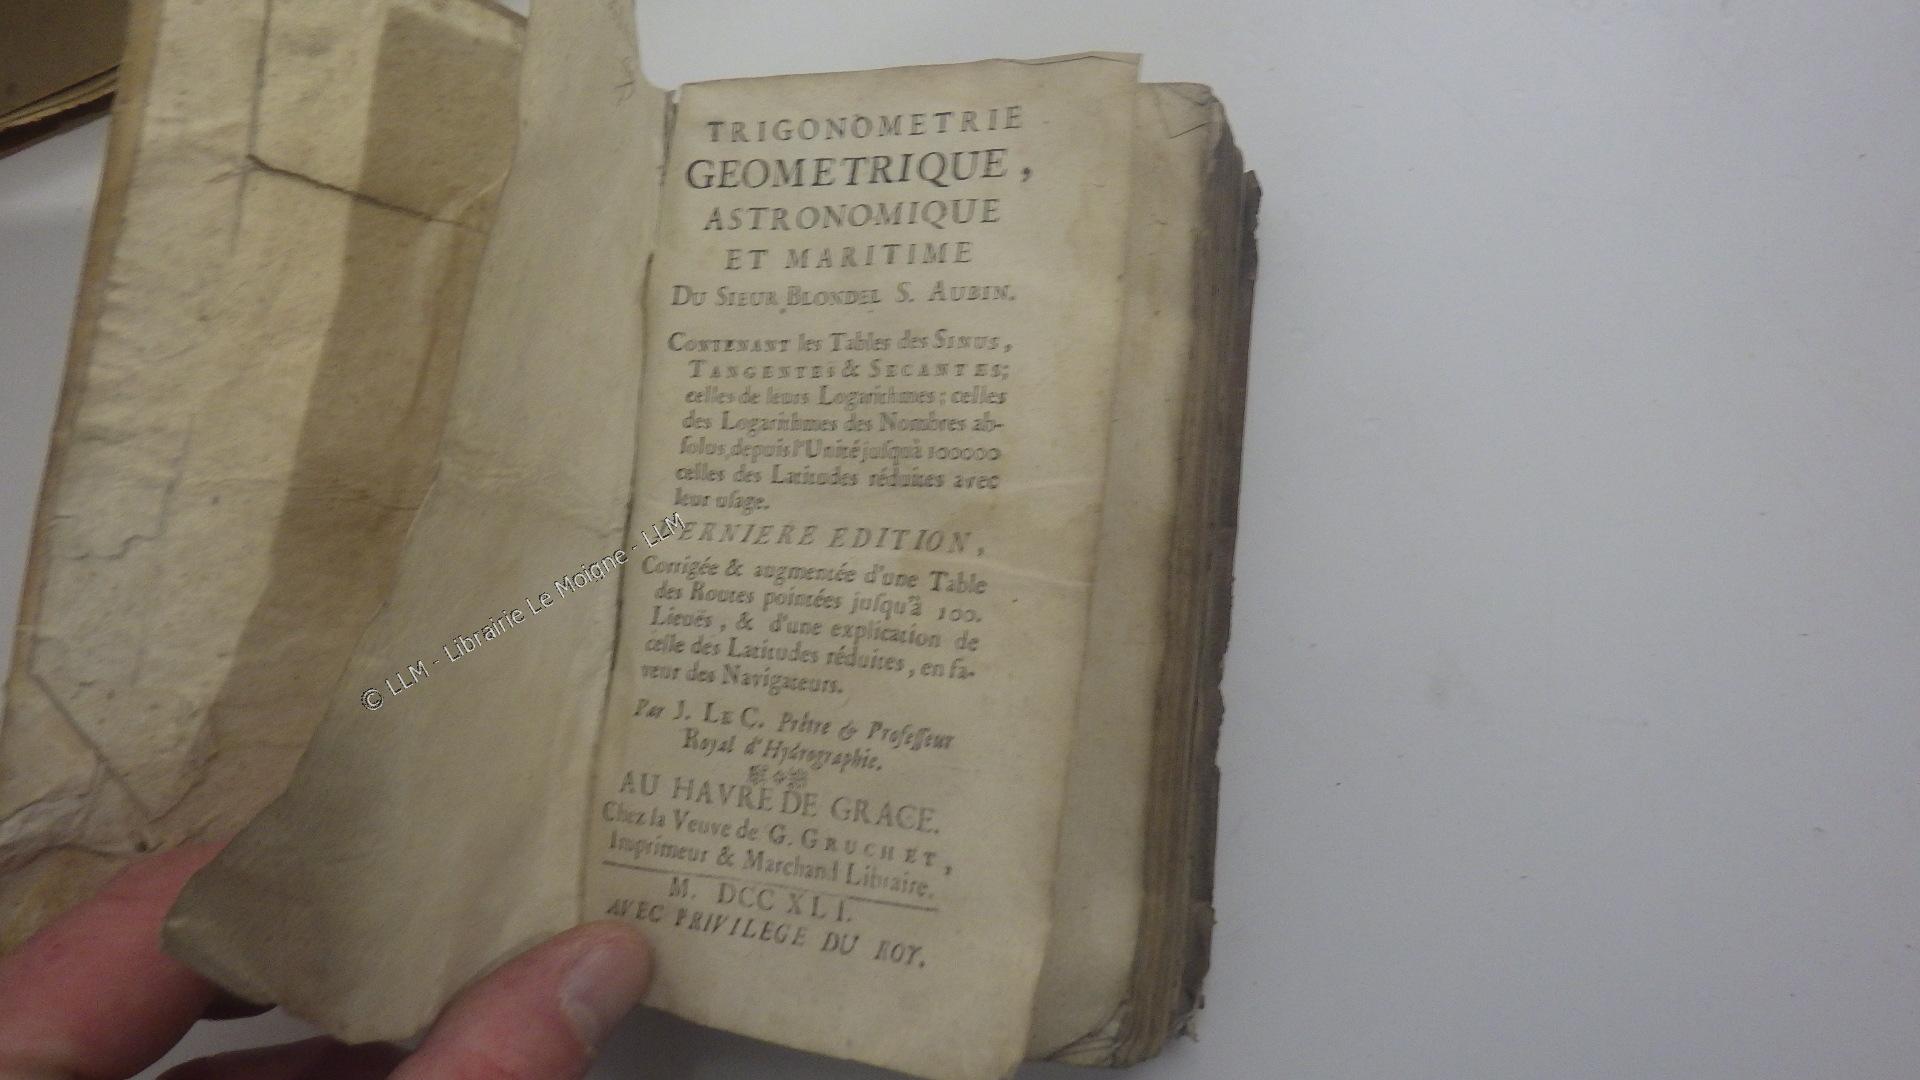 TRIGONOMETRIE
GEOMETRIQUE,
ASTRONOMIQUE
ET MARITIME
DU SIEUR BLONDEL S. AUBIN.
CONTENANT les Tables des SINUS,
TANGENTES & SECANTES;
celles de leurs Logarithmes; celles
des Logarithmes des Nombres ab-
ſolus, depuis l'Unité juſquà 100000
celles des Latitudes réduites avec
leur uſage.
DERNIERE EDITION,
Corrigée & augmentée d'une Table
des Routes pointées juſqu'à 100.
Lieuës, & d'une explication de
celle des Latitudes réduites, en fa-
veur des Navigateurs.
Par J. LE C. Prêtre & Profeſſeur
Royal d'Hydrographie.
AU HAVRE DE GRACE.
Chez la Veuve de G. GRUCHET,
Imprimeur & Marchand Libraire.
M. DCC XLI.
AVEC PRIVILEGE DU ROY.
© LLM - Librairie Le Moigne - LLM